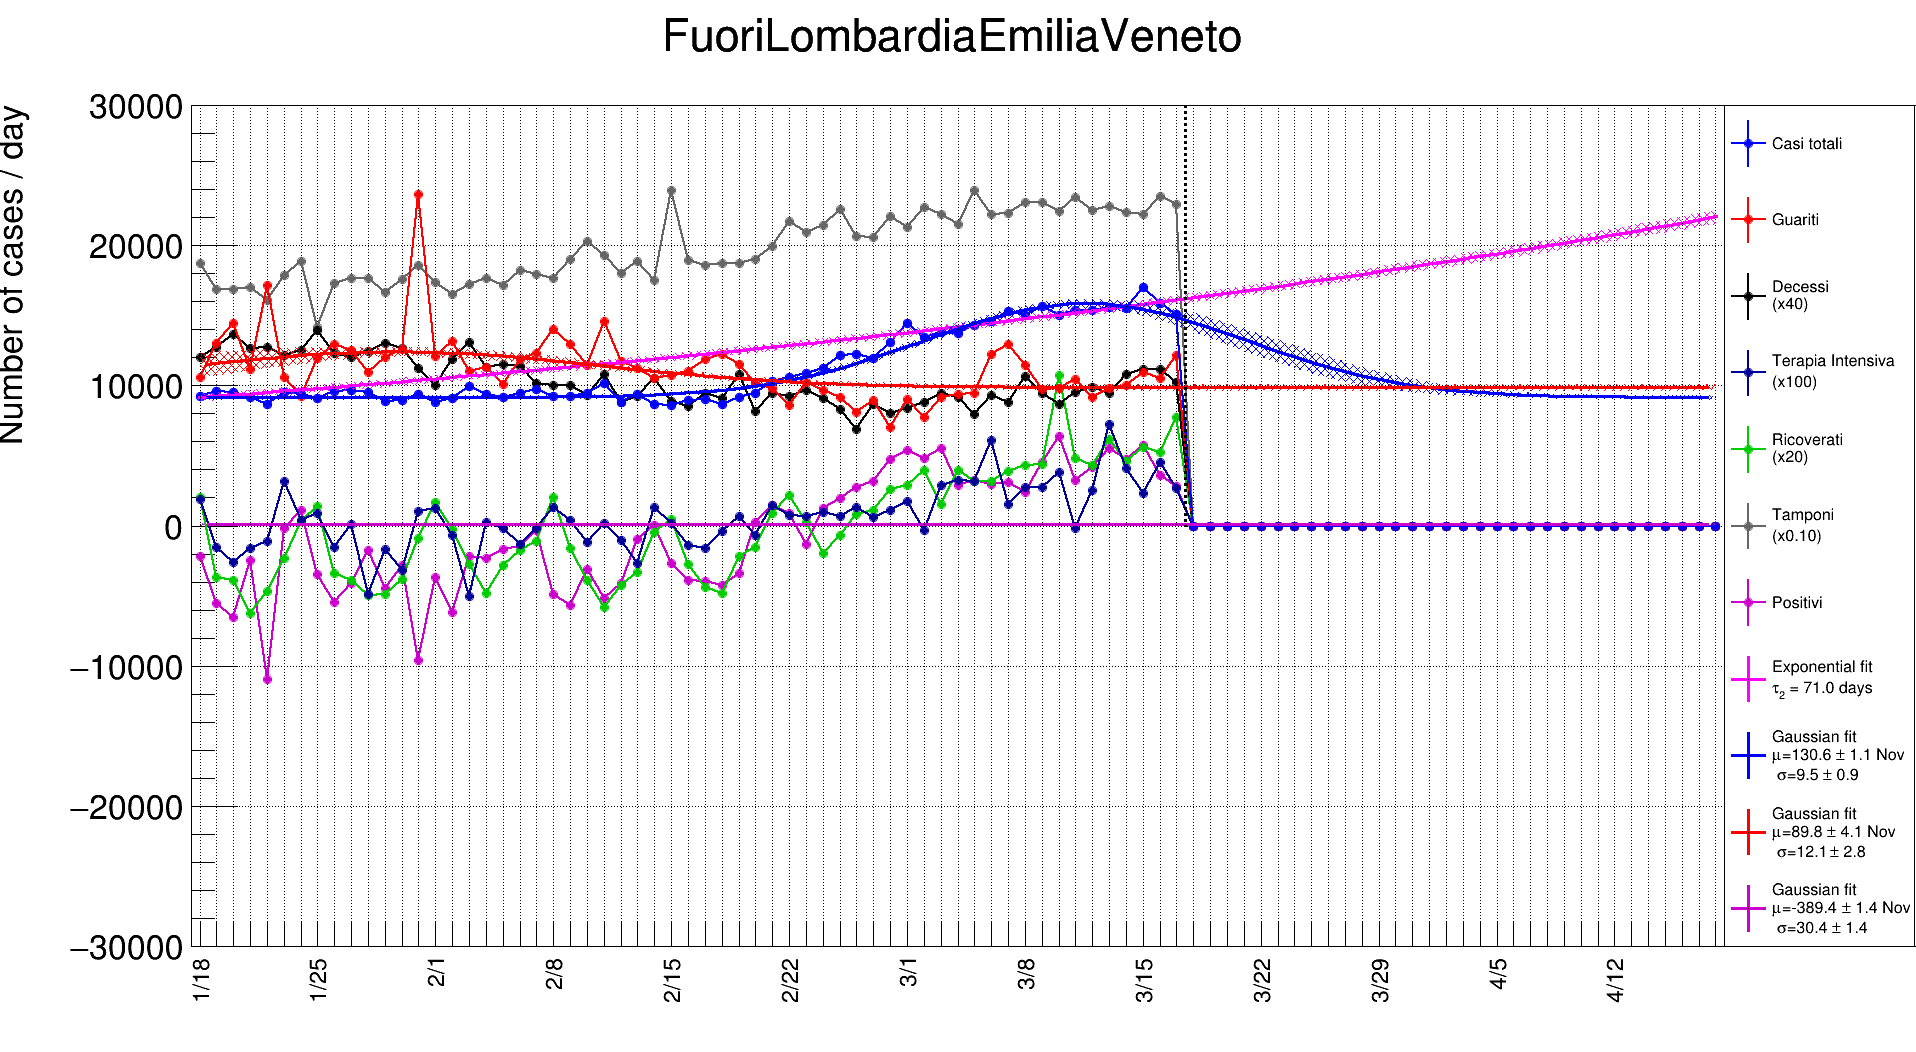 FuoriLombardiaEmiliaVeneto
Number of cases / day
30000
20000
10000
0
−10000
−20000
−30000
1/18
1/25
2/1
2/8
2/15
2/22
3/1
3/8
3/15
3/22
3/29
4/5
4/12
Casi totali
Guariti
Decessi
(x40)
Terapia Intensiva
(x100)
Ricoverati
(x20)
Tamponi
(x0.10)
Positivi
Exponential fit
τ2 = 71.0 days
Gaussian fit
μ=130.6 ± 1.1 Nov
σ=9.5 ± 0.9
Gaussian fit
μ=89.8 ± 4.1 Nov
σ=12.1 ± 2.8
Gaussian fit
μ=-389.4 ± 1.4 Nov
σ=30.4 ± 1.4